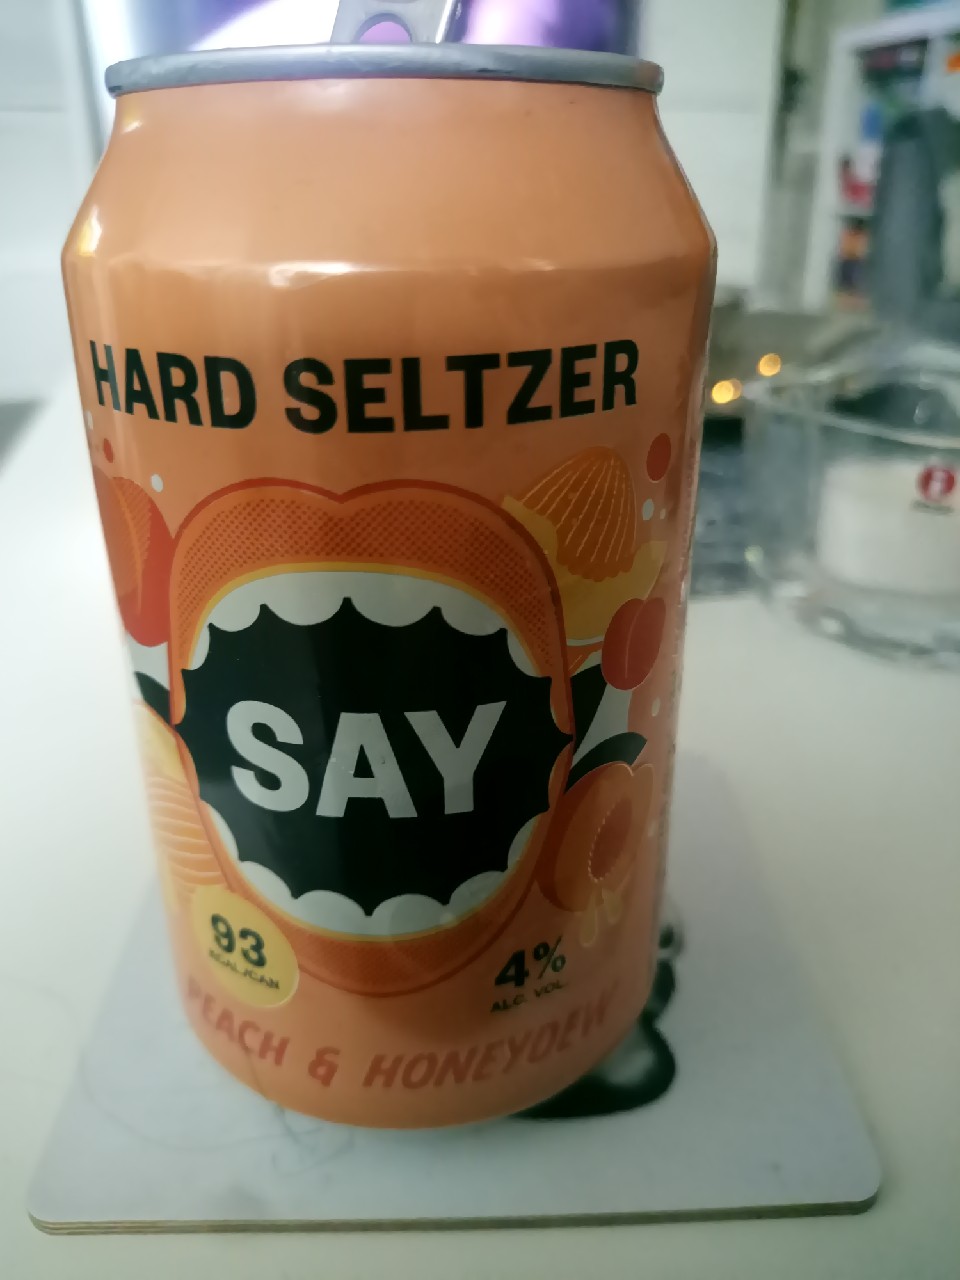 HARD SELTZER
SAY
93
KCAL/CAN
4%
ALC. VOL.
PEACH & HONEYDEW